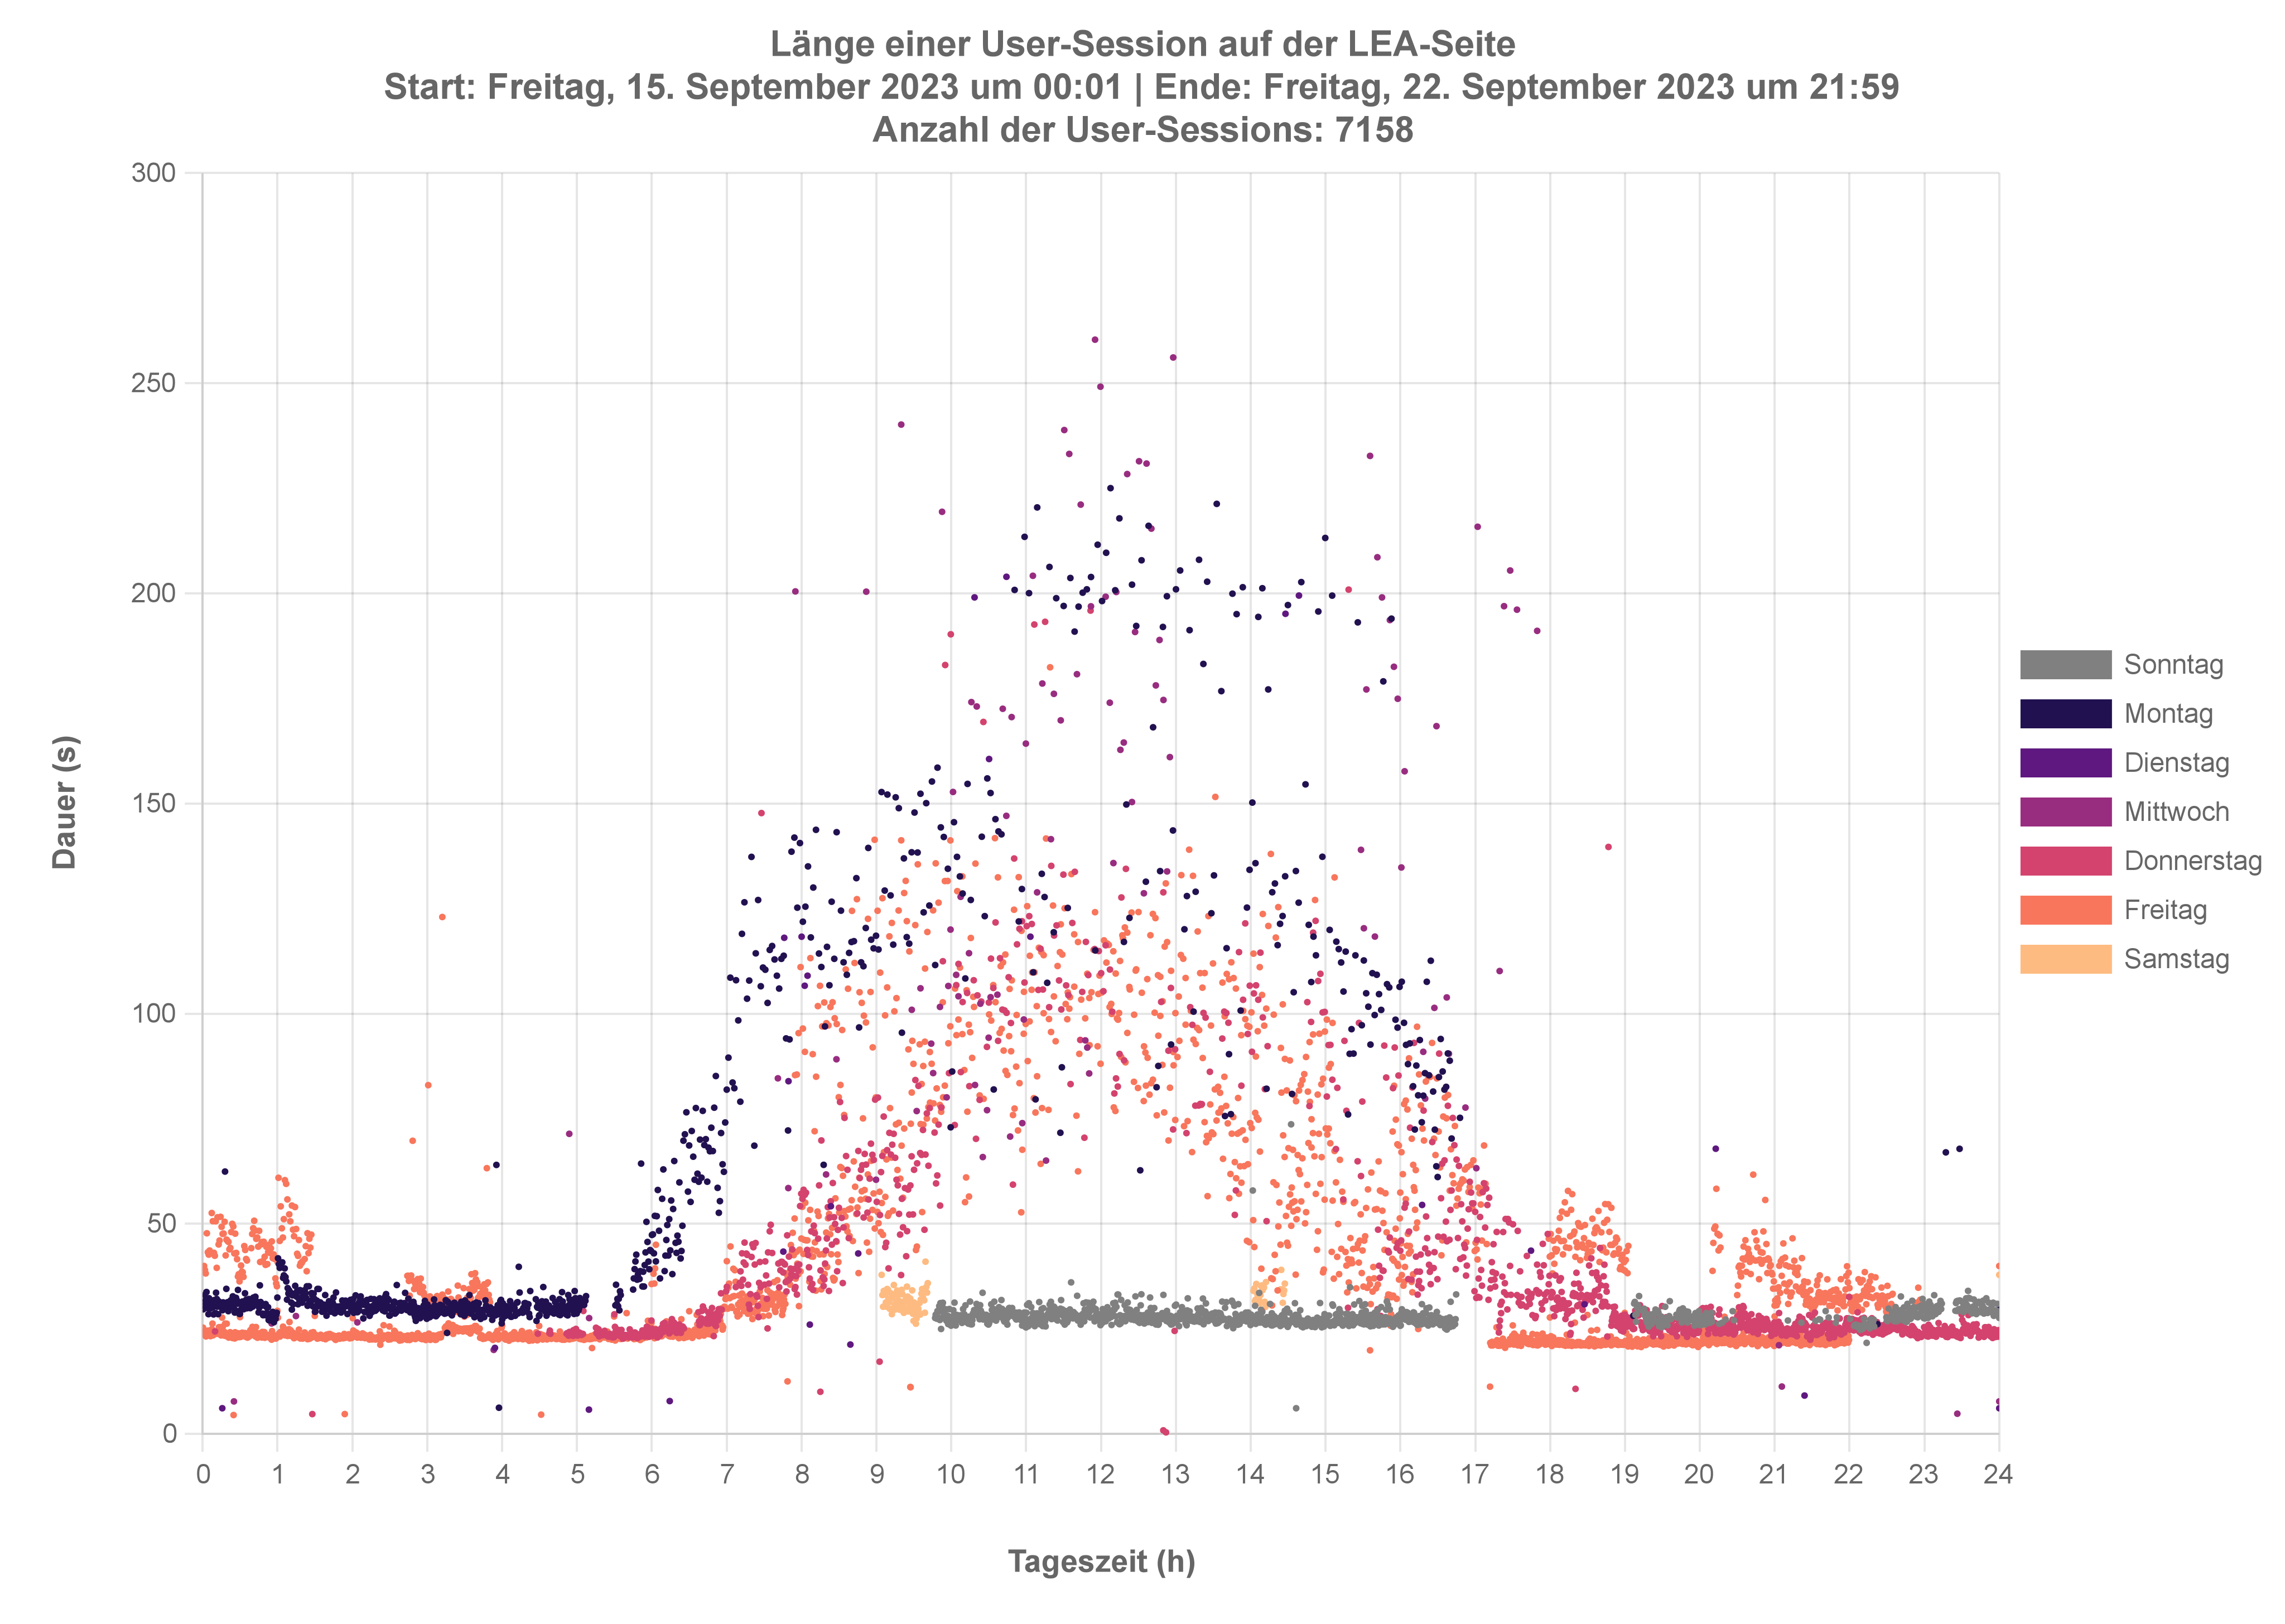 Länge einer User-Session auf der LEA-Seite
Start: Freitag, 15. September 2023 um 00:01 | Ende: Freitag, 22. September 2023 um 21:59
Anzahl der User-Sessions: 7158
300
250
200
150
100
50
0
Dauer (s)
0 1 2 3 4 5 6 7 8 9 10 11 12 13 14 15 16 17 18 19 20 21 22 23 24
Tageszeit (h)
Sonntag
Montag
Dienstag
Mittwoch
Donnerstag
Freitag
Samstag